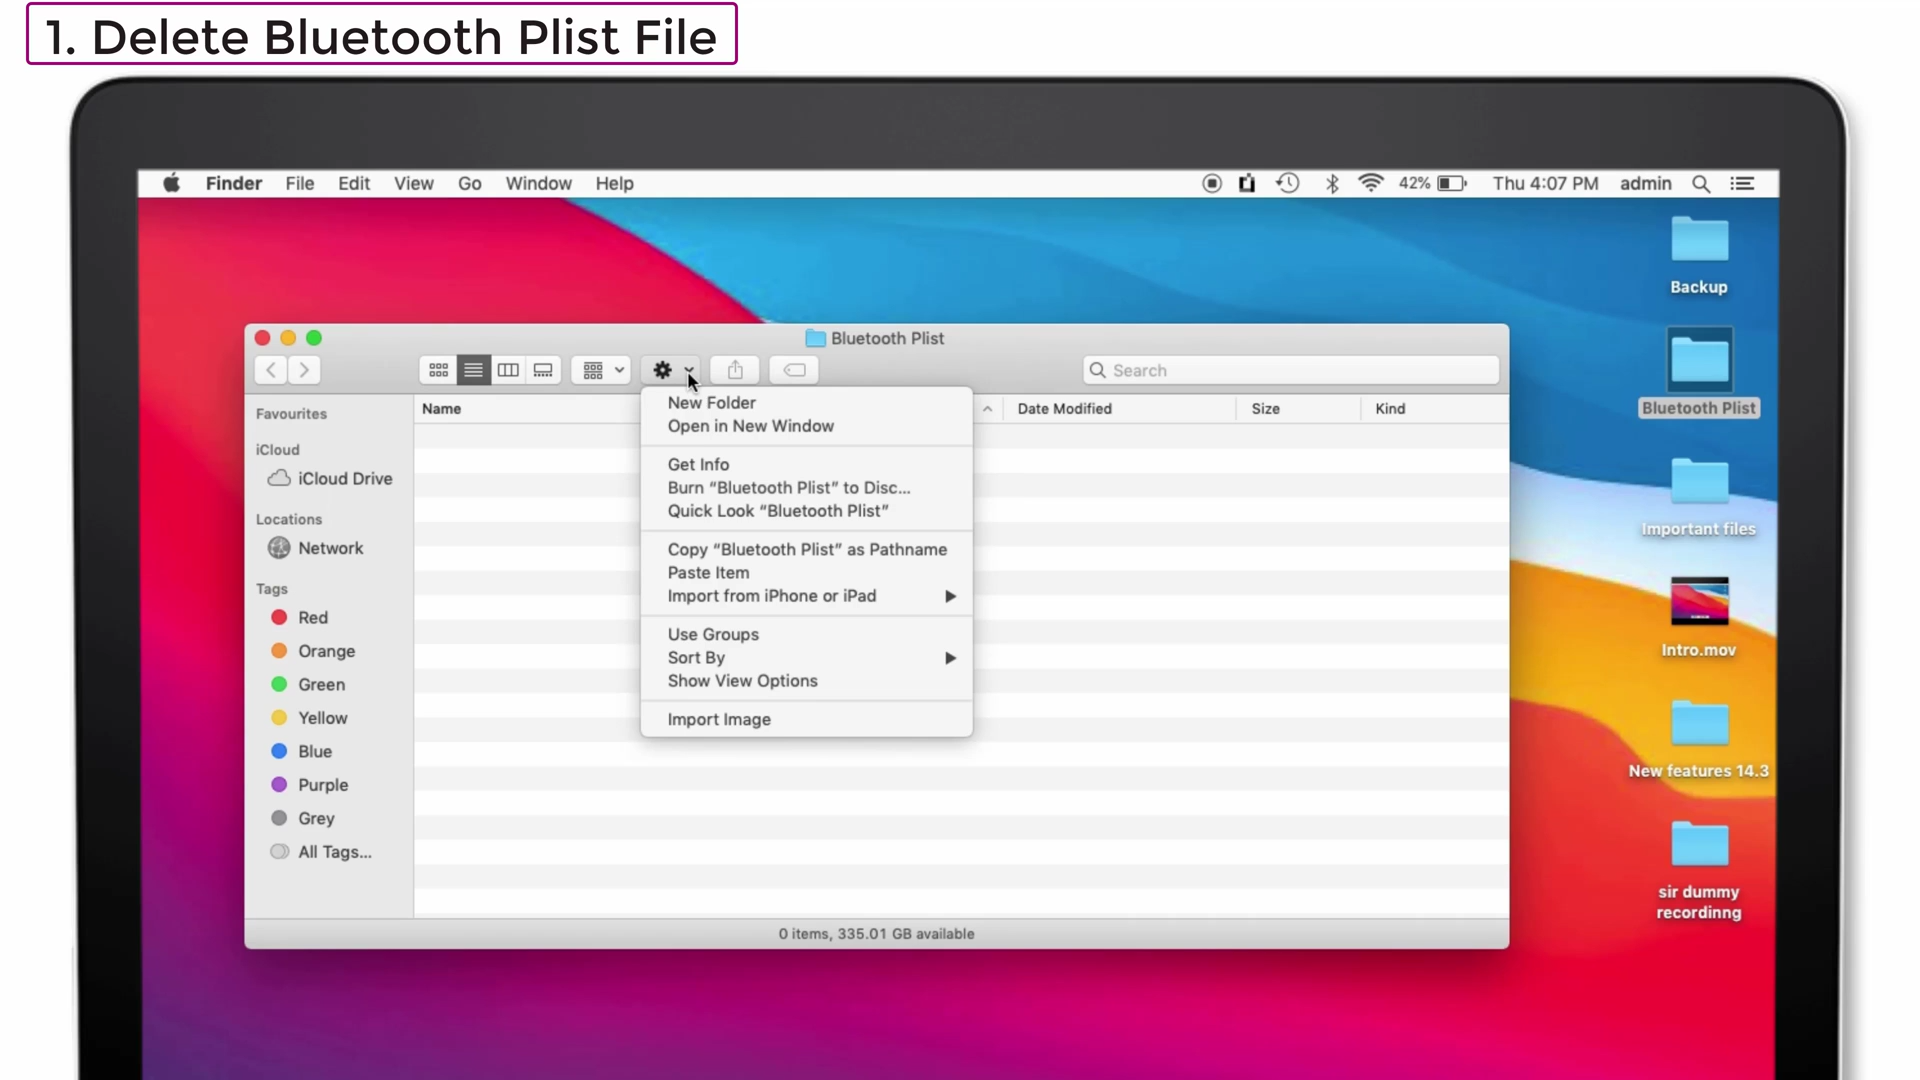 1. Delete Bluetooth Plist File
Finder File Edit View Go Window Help
42% Thu 4:07 PM admin
Backup
Bluetooth Plist
Important files
Intro.mov
New features 14.3
sir dummy
recordinng
Bluetooth Plist
Search
Favourites
iCloud
iCloud Drive
Locations
Network
Tags
Red
Orange
Green
Yellow
Blue
Purple
Grey
All Tags...
Name Date Modified Size Kind
New Folder
Open in New Window
Get Info
Burn “Bluetooth Plist” to Disc...
Quick Look “Bluetooth Plist”
Copy “Bluetooth Plist” as Pathname
Paste Item
Import from iPhone or iPad
Use Groups
Sort By
Show View Options
Import Image
0 items, 335.01 GB available